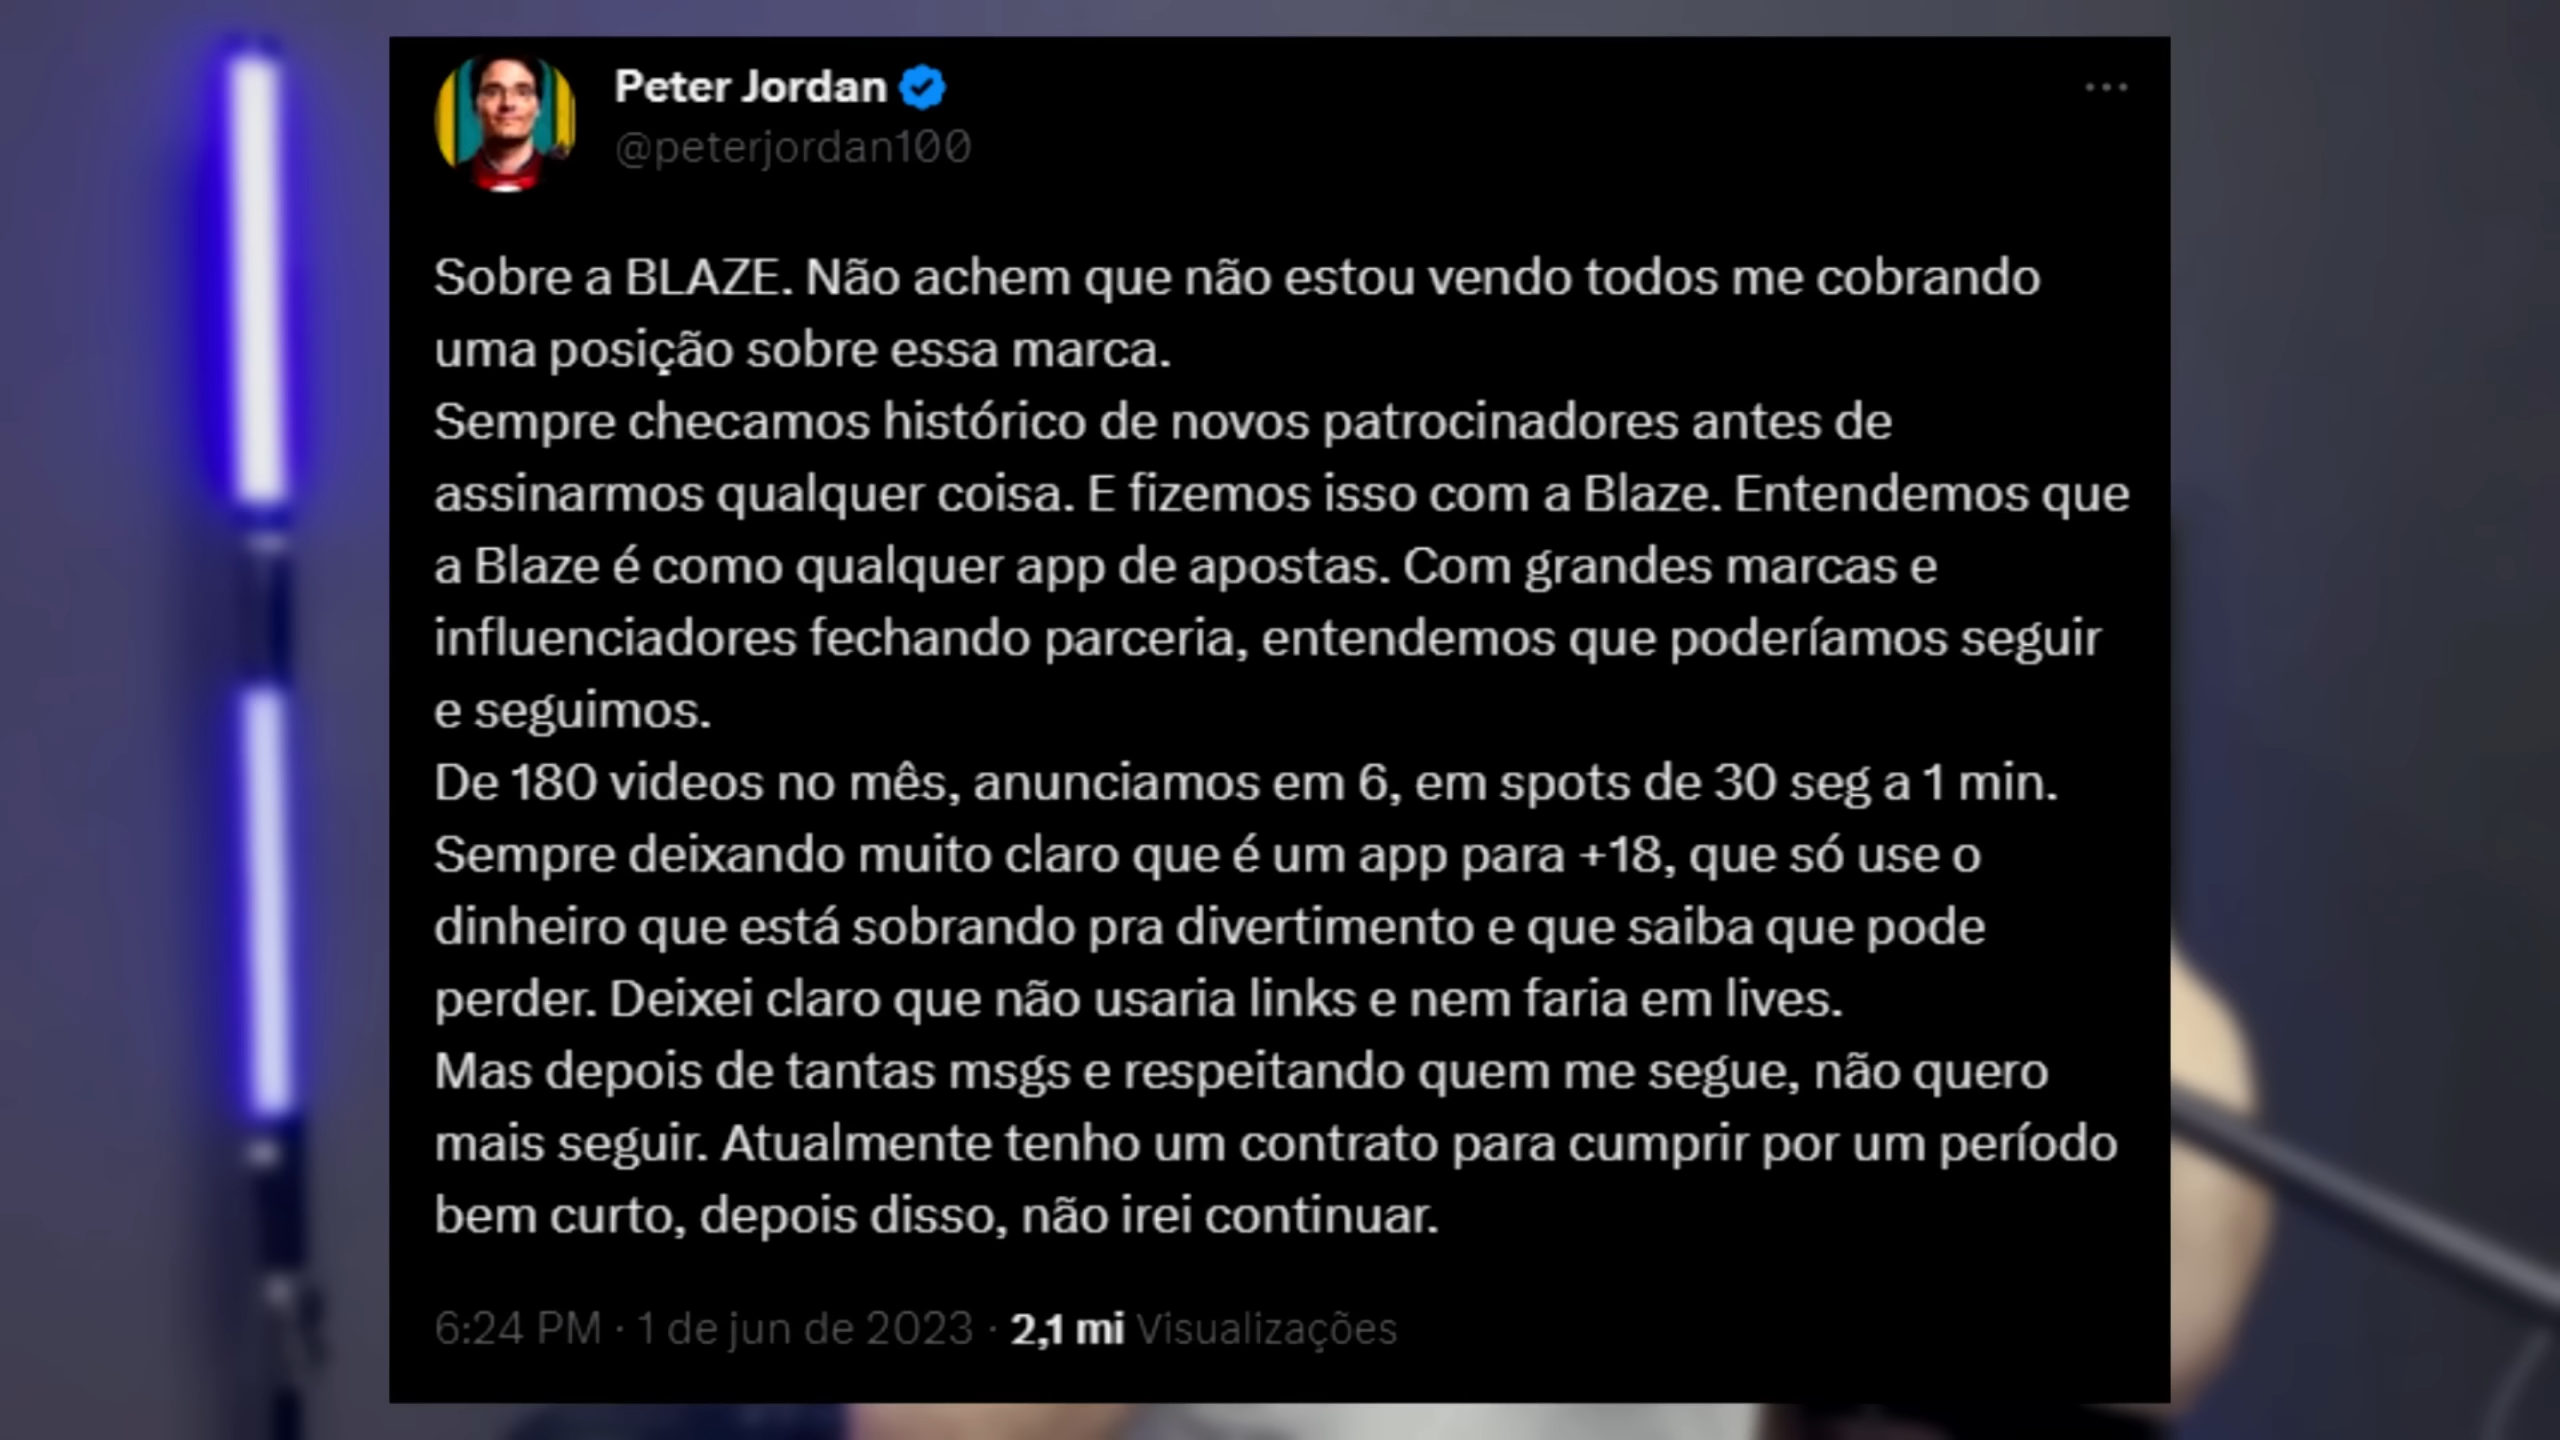 Peter Jordan
@peterjordan100
Sobre a BLAZE. Não achem que não estou vendo todos me cobrando
uma posição sobre essa marca.
Sempre checamos histórico de novos patrocinadores antes de
assinarmos qualquer coisa. E fizemos isso com a Blaze. Entendemos que
a Blaze é como qualquer app de apostas. Com grandes marcas e
influenciadores fechando parceria, entendemos que poderíamos seguir
e seguimos.
De 180 videos no mês, anunciamos em 6, em spots de 30 seg a 1 min.
Sempre deixando muito claro que é um app para +18, que só use o
dinheiro que está sobrando pra divertimento e que saiba que pode
perder. Deixei claro que não usaria links e nem faria em lives.
Mas depois de tantas msgs e respeitando quem me segue, não quero
mais seguir. Atualmente tenho um contrato para cumprir por um período
bem curto, depois disso, não irei continuar.
6:24 PM · 1 de jun de 2023 · 2,1 mi Visualizações